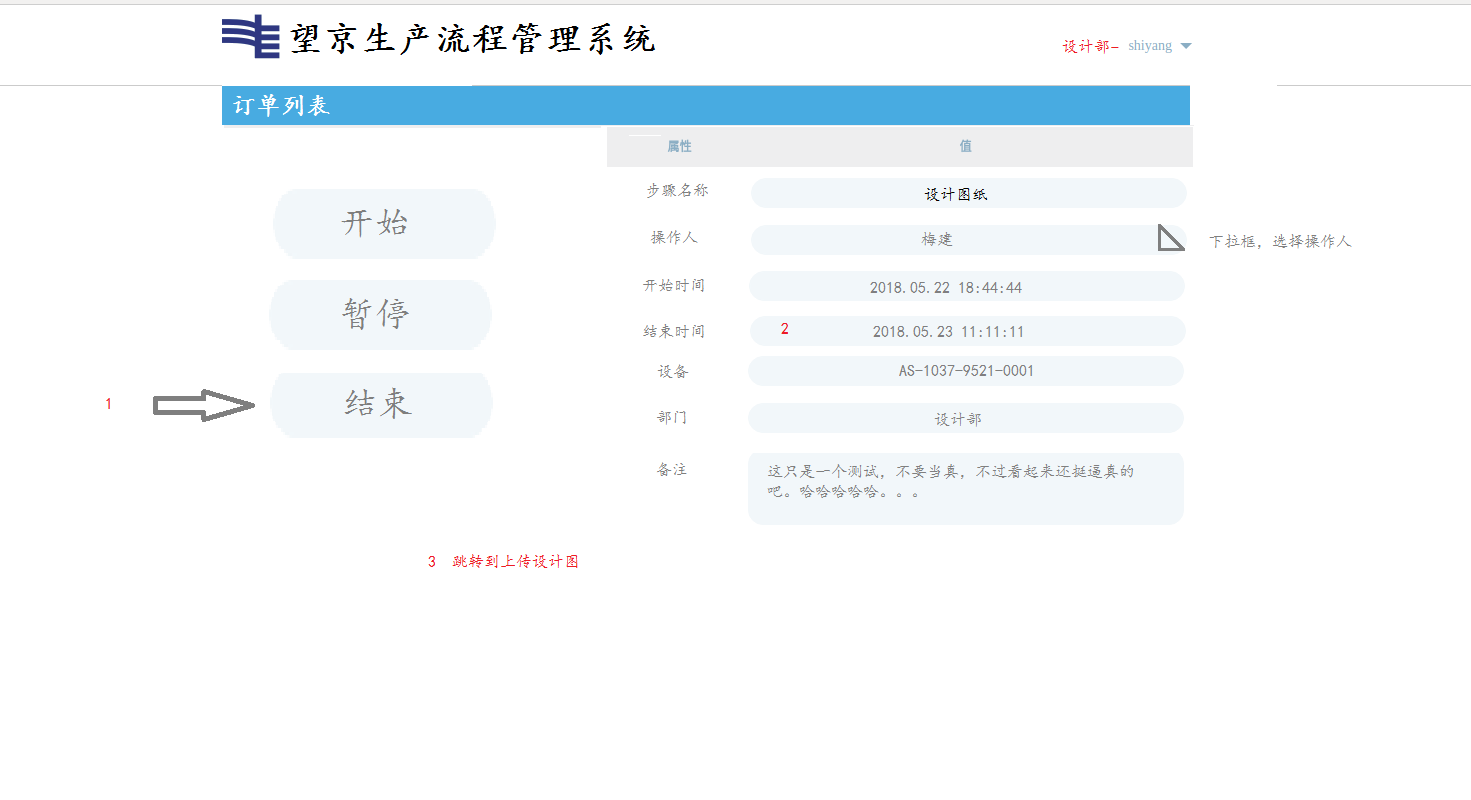 望京生产流程管理系统
设计部- shiyang
订单列表
属性 值
步骤名称 设计图纸
开始
操作人 梅建
下拉框，选择操作人
开始时间 2018.05.22 18:44:44
暂停
结束时间 2 2018.05.23 11:11:11
设备 AS-1037-9521-0001
1
结束
部门 设计部
备注 这只是一个测试，不要当真，不过看起来还挺逼真的
吧。哈哈哈哈哈。。。
3 跳转到上传设计图